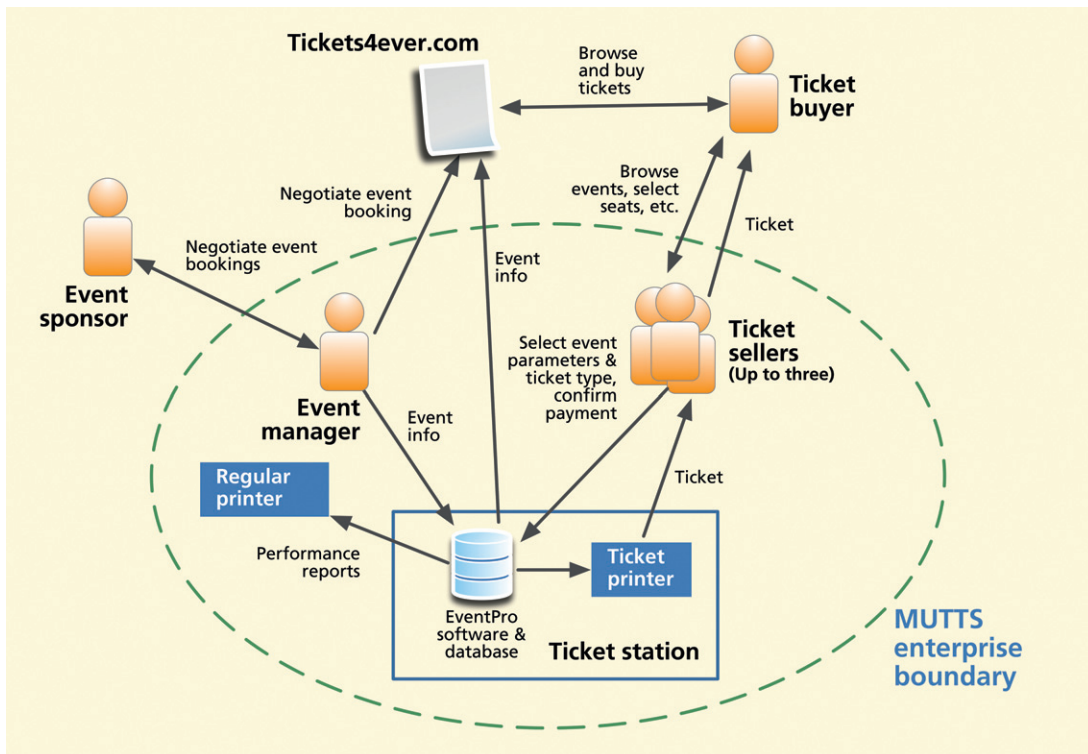 Tickets4ever.com
Browse
and buy
tickets
Ticket
buyer
Negotiate event
booking
Browse
events, select
seats, etc.
Ticket
Negotiate event
bookings
Event
sponsor
Event
info
Select event
parameters &
ticket type,
confirm
payment
Ticket
sellers
(Up to three)
Event
manager
Event
info
Regular
printer
Ticket
Performance
reports
Ticket
printer
EventPro
software &
database
Ticket station
MUTTS
enterprise
boundary